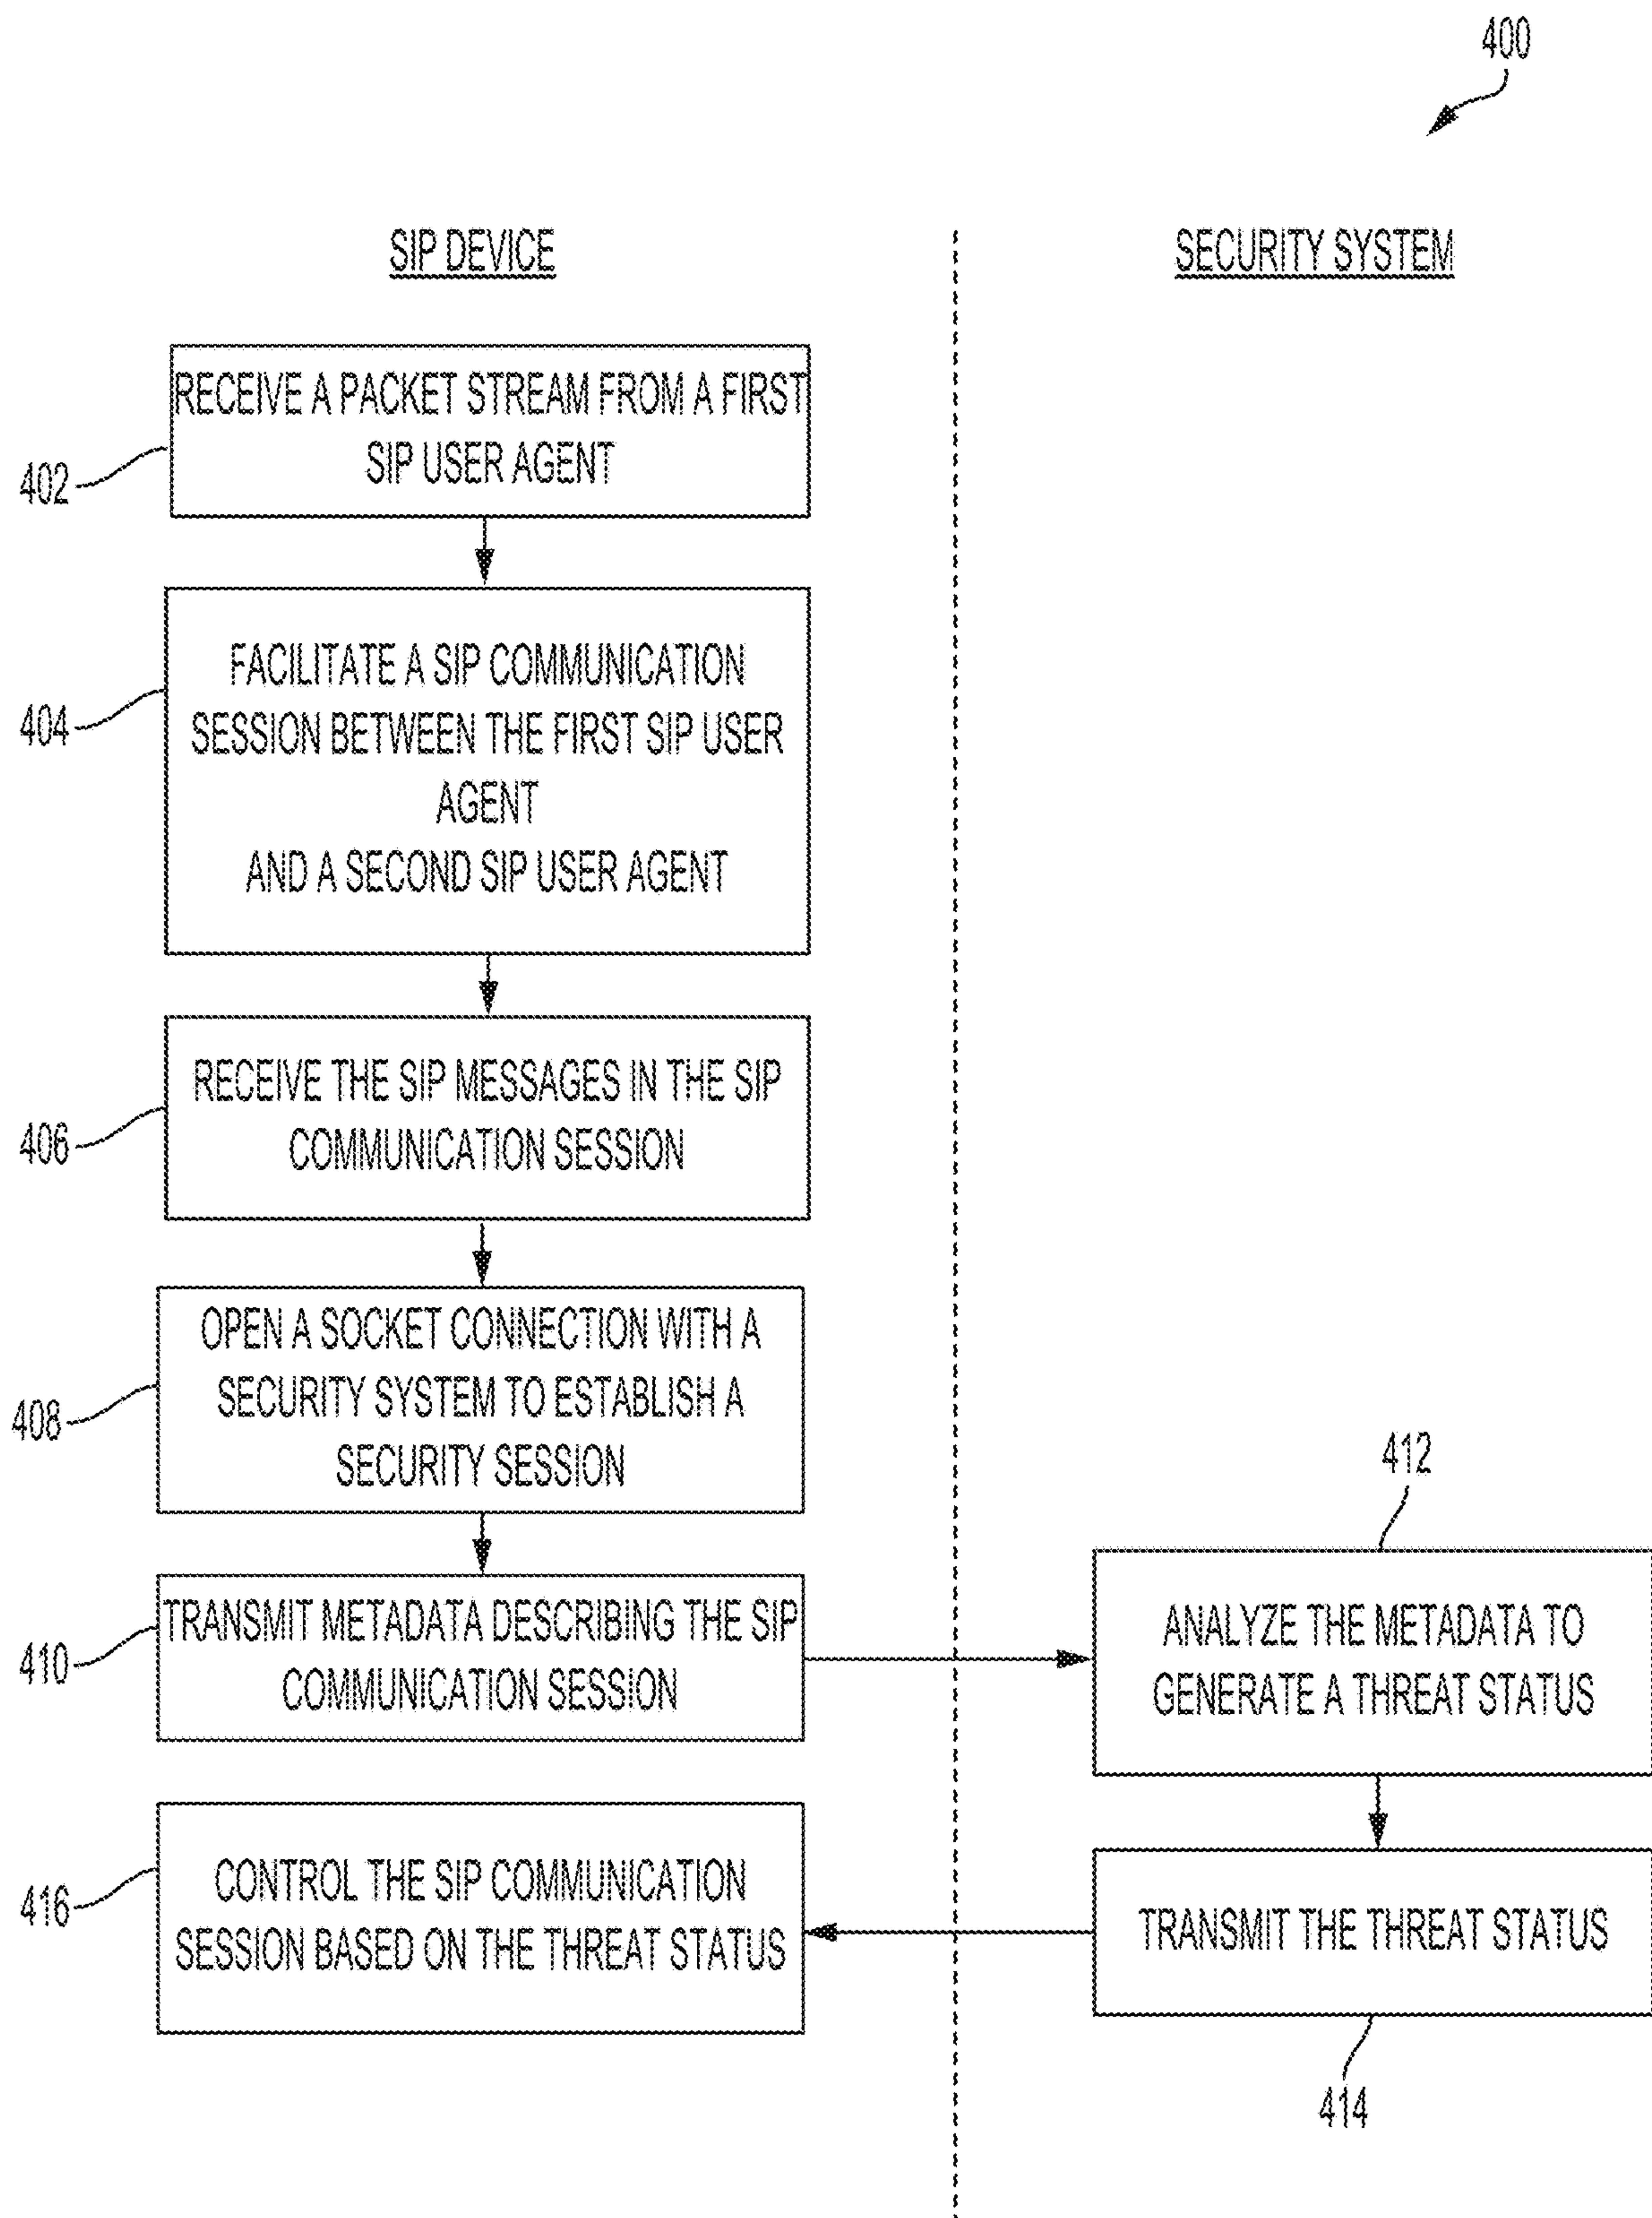 400
SIP DEVICE
SECURITY SYSTEM
RECEIVE A PACKET STREAM FROM A FIRST
SIP USER AGENT
402
FACILITATE A SIP COMMUNICATION
SESSION BETWEEN THE FIRST SIP USER
AGENT
AND A SECOND SIP USER AGENT
404
RECEIVE THE SIP MESSAGES IN THE SIP
COMMUNICATION SESSION
406
OPEN A SOCKET CONNECTION WITH A
SECURITY SYSTEM TO ESTABLISH A
SECURITY SESSION
408
TRANSMIT METADATA DESCRIBING THE SIP
COMMUNICATION SESSION
410
412
ANALYZE THE METADATA TO
GENERATE A THREAT STATUS
TRANSMIT THE THREAT STATUS
414
CONTROL THE SIP COMMUNICATION
SESSION BASED ON THE THREAT STATUS
416